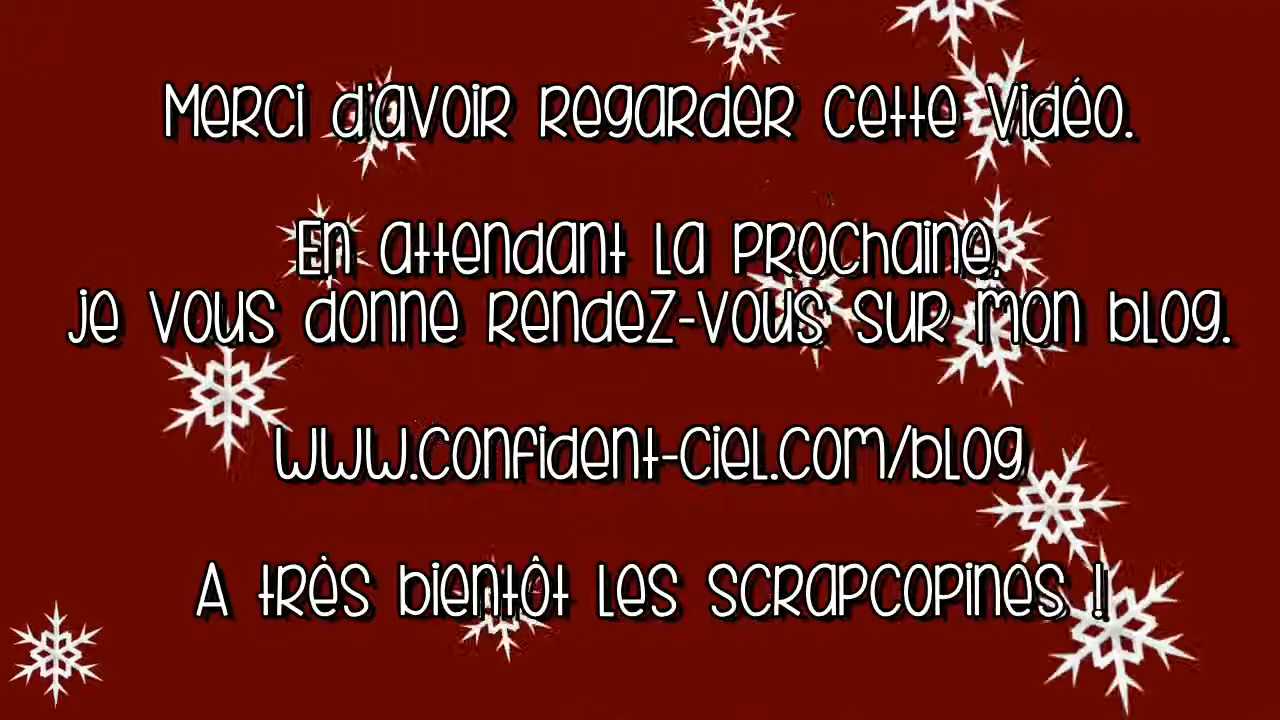 Merci d'avoir regarder cette vidéo.
En attendant la prochaine,
je vous donne rendez-vous sur mon blog.
www.confident-ciel.com/blog
A très bientôt les scrapcopines !